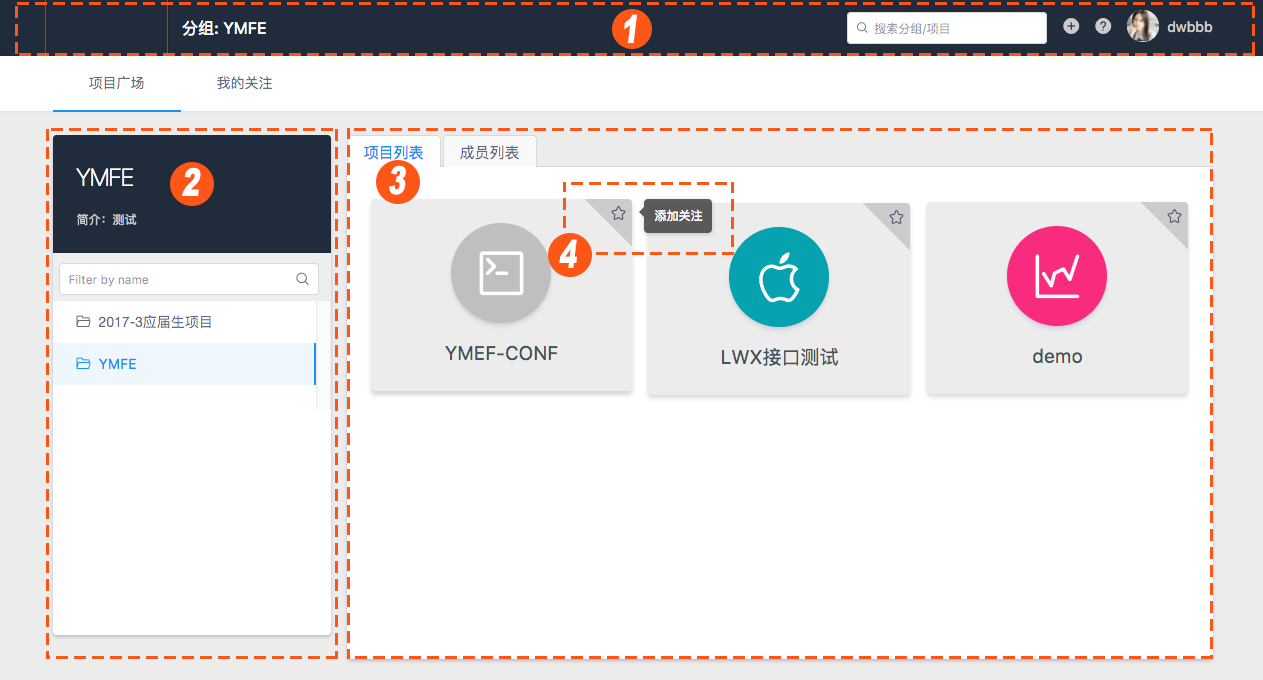 分组: YMFE
1
搜索分组/项目
?
dwbbb
项目广场
我的关注
YMFE
2
简介：测试
Filter by name
2017-3应届生项目
YMFE
项目列表
成员列表
3
添加关注
4
YMEF-CONF
LWX接口测试
demo